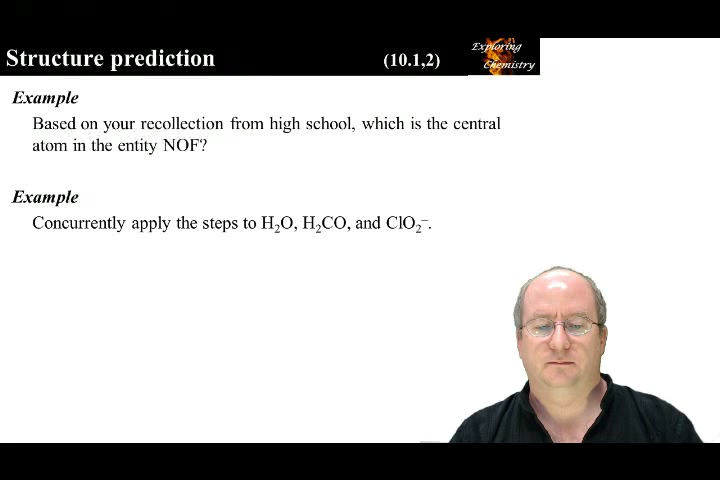 Structure prediction (10.1,2)
Exploring
Chemistry
Example
Based on your recollection from high school, which is the central
atom in the entity NOF?
Example
Concurrently apply the steps to H₂O, H₂CO, and ClO₂⁻.